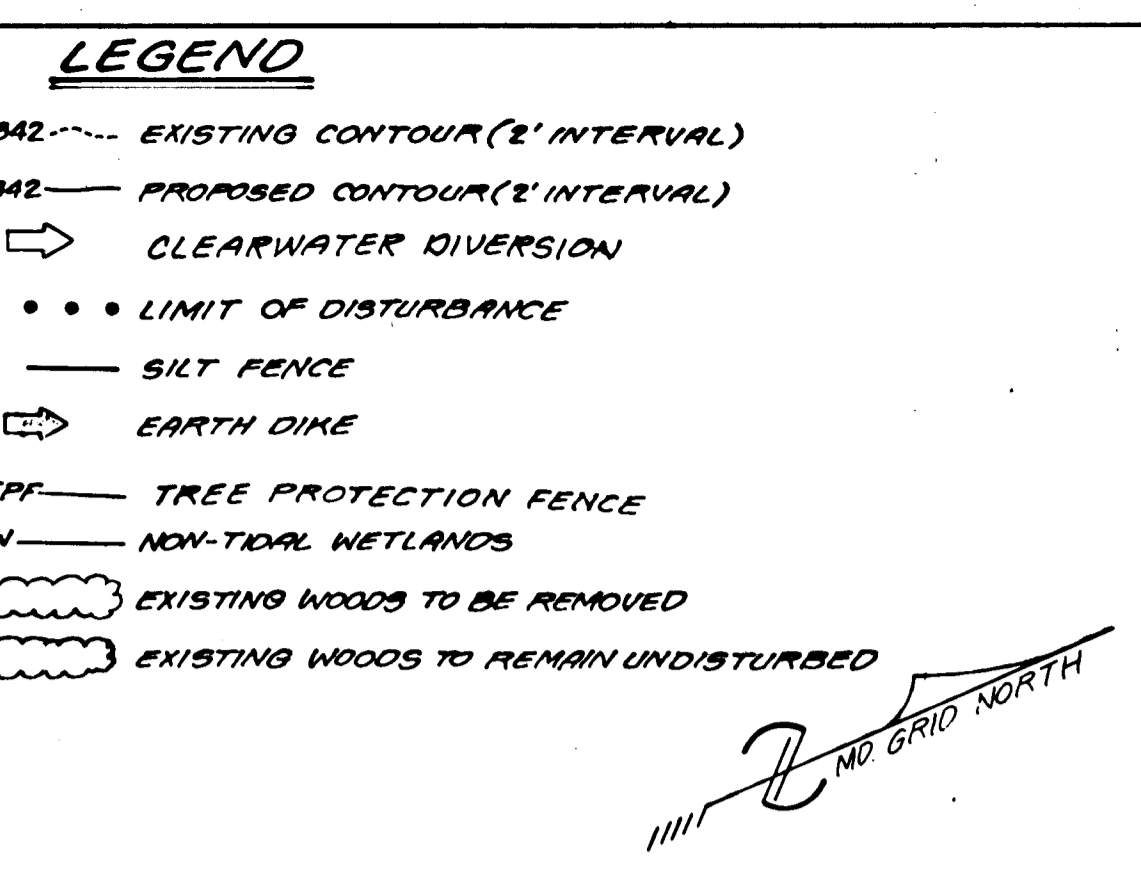 LEGEND
342 EXISTING CONTOUR (2' INTERVAL)
342 PROPOSED CONTOUR (2' INTERVAL)
CLEARWATER DIVERSION
LIMIT OF DISTURBANCE
SILT FENCE
EARTH DIKE
PF TREE PROTECTION FENCE
NON-TIDAL WETLANDS
EXISTING WOODS TO BE REMOVED
EXISTING WOODS TO REMAIN UNDISTURBED
MD. GRID NORTH